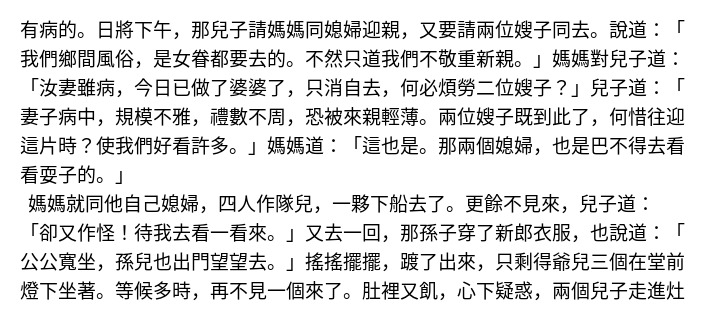 有病的。日將下午，那兒子請媽媽同媳婦迎親，又要請兩位嫂子同去。說道：「
我們鄉間風俗，是女眷都要去的。不然只道我們不敬重新親。」媽媽對兒子道：
「汝妻雖病，今日已做了婆婆了，只消自去，何必煩勞二位嫂子？」兒子道：「
妻子病中，規模不雅，禮數不周，恐被來親輕薄。兩位嫂子既到此了，何惜往迎
這片時？使我們好看許多。」媽媽道：「這也是。那兩個媳婦，也是巴不得去看
看耍子的。」
媽媽就同他自己媳婦，四人作隊兒，一夥下船去了。更餘不見來，兒子道：
「卻又作怪！待我去看一看來。」又去一回，那孫子穿了新郎衣服，也說道：「
公公寬坐，孫兒也出門望望去。」搖搖擺擺，踱了出來，只剩得爺兒三個在堂前
燈下坐著。等候多時，再不見一個來了。肚裡又飢，心下疑惑，兩個兒子走進灶